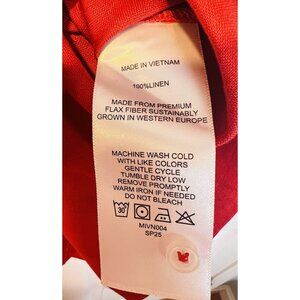 MADE IN VIETNAM
100%LINEN
MADE FROM PREMIUM
FLAX FIBER SUSTAINABLY
GROWN IN WESTERN EUROPE
MACHINE WASH COLD
WITH LIKE COLORS
GENTLE CYCLE
TUMBLE DRY LOW
REMOVE PROMPTLY
WARM IRON IF NEEDED
DO NOT BLEACH
30
MIVN004
SP25